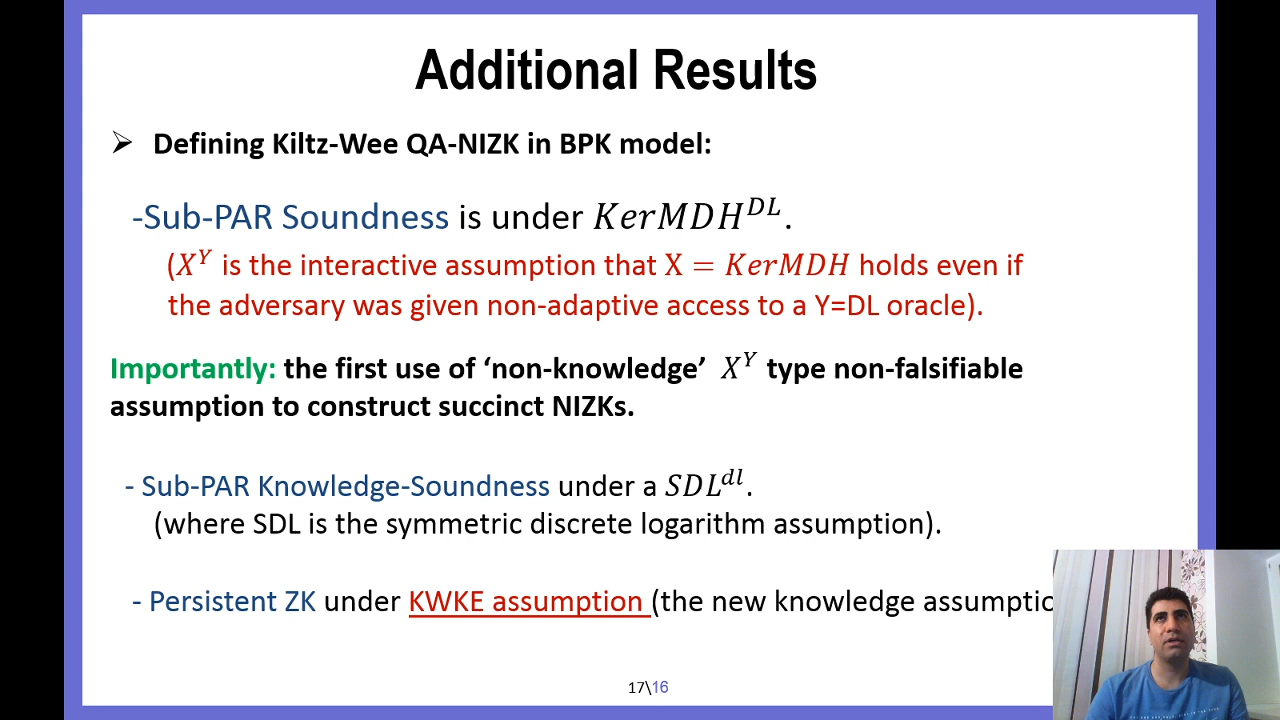 Additional Results
➢ Defining Kiltz-Wee QA-NIZK in BPK model:
-Sub-PAR Soundness is under KerMDH^{DL}.
(X^Y is the interactive assumption that X = KerMDH holds even if
the adversary was given non-adaptive access to a Y=DL oracle).
Importantly: the first use of ‘non-knowledge’ X^Y type non-falsifiable
assumption to construct succinct NIZKs.
- Sub-PAR Knowledge-Soundness under a SDL^{dl}.
(where SDL is the symmetric discrete logarithm assumption).
- Persistent ZK under KWKE assumption (the new knowledge
17\16